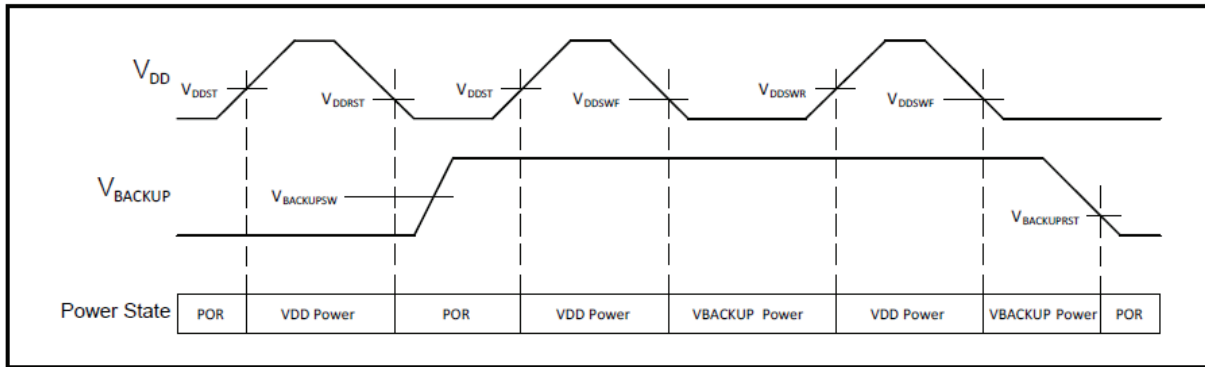 VDD
VDDST
VDDRST
VDDST
VDDSWF
VDDSWR
VDDSWF
VBACKUP
VBACKUPSW
VBACKUPRST
Power State POR VDD Power POR VDD Power VBACKUP Power VDD Power VBACKUP Power POR